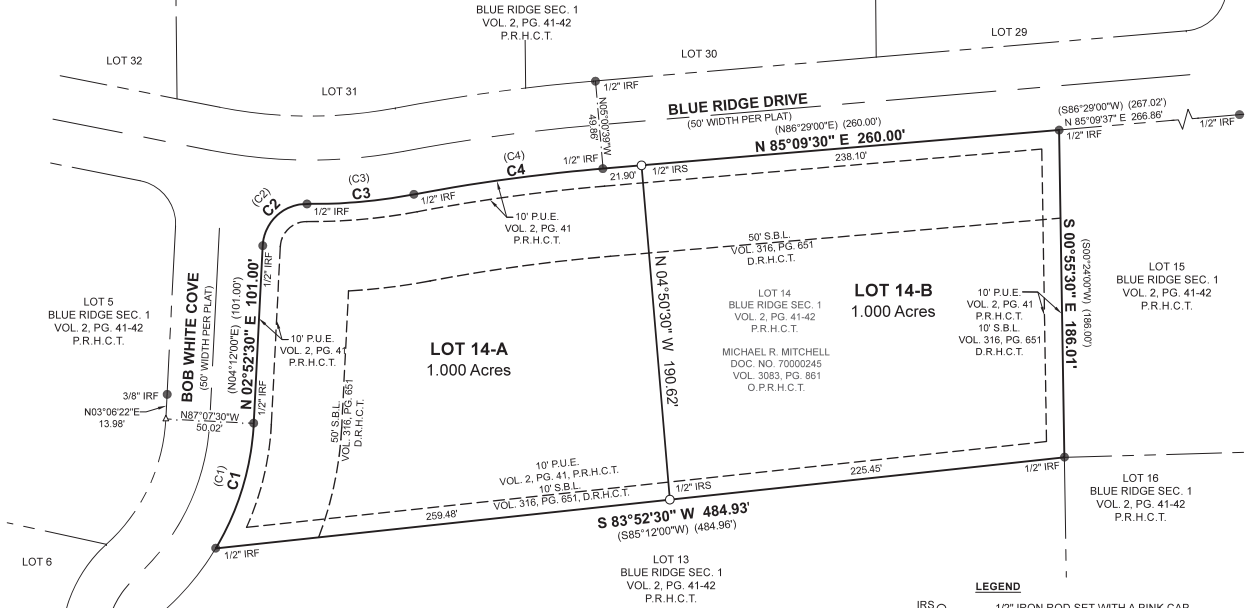 BLUE RIDGE SEC. 1
VOL. 2, PG. 41-42
P.R.H.C.T.
LOT 32
LOT 31
LOT 30
LOT 29
1/2" IRF
N05°00'39"W
49.86'
BLUE RIDGE DRIVE
(50' WIDTH PER PLAT)
(N86°29'00"E) (260.00')
N 85°09'30" E 260.00'
238.10'
(S86°29'00"W) (267.02')
N 85°09'37" E 266.86'
1/2" IRF
1/2" IRF
(C2)
C2
(C3)
C3
(C4)
C4
1/2" IRF
21.90'
1/2" IRS
1/2" IRF
1/2" IRF
10' P.U.E.
VOL. 2, PG. 41
P.R.H.C.T.
50' S.B.L.
VOL. 316, PG. 651
D.R.H.C.T.
LOT 5
BLUE RIDGE SEC. 1
VOL. 2, PG. 41-42
P.R.H.C.T.
BOB WHITE COVE
(50' WIDTH PER PLAT)
(N04°12'00"E) (101.00')
N 02°52'30" E 101.00'
1/2" IRF
1/2" IRF
10' P.U.E.
VOL. 2, PG. 41
P.R.H.C.T.
LOT 14-A
1.000 Acres
50' S.B.L.
VOL. 316, PG. 651
D.R.H.C.T.
N 04°50'30" W 190.62'
LOT 14
BLUE RIDGE SEC. 1
VOL. 2, PG. 41-42
P.R.H.C.T.
MICHAEL R. MITCHELL
DOC. NO. 70000245
VOL. 3083, PG. 861
O.P.R.H.C.T.
LOT 14-B
1.000 Acres
10' P.U.E.
VOL. 2, PG. 41
P.R.H.C.T.
10' S.B.L.
VOL. 316, PG. 651
D.R.H.C.T.
S 00°55'30" E 186.01'
(S00°24'00"W) (186.00')
LOT 15
BLUE RIDGE SEC. 1
VOL. 2, PG. 41-42
P.R.H.C.T.
3/8" IRF
N03°06'22"E
13.98'
N87°07'30"W
50.02'
(C1)
C1
10' P.U.E.
VOL. 2, PG. 41, P.R.H.C.T.
10' S.B.L.
VOL. 316, PG. 651, D.R.H.C.T.
259.48'
1/2" IRS
225.45'
1/2" IRF
S 83°52'30" W 484.93'
(S85°12'00"W) (484.96')
1/2" IRF
LOT 6
LOT 13
BLUE RIDGE SEC. 1
VOL. 2, PG. 41-42
P.R.H.C.T.
LOT 16
BLUE RIDGE SEC. 1
VOL. 2, PG. 41-42
P.R.H.C.T.
LEGEND
IRS 1/2" IRON ROD SET WITH A PINK CAP